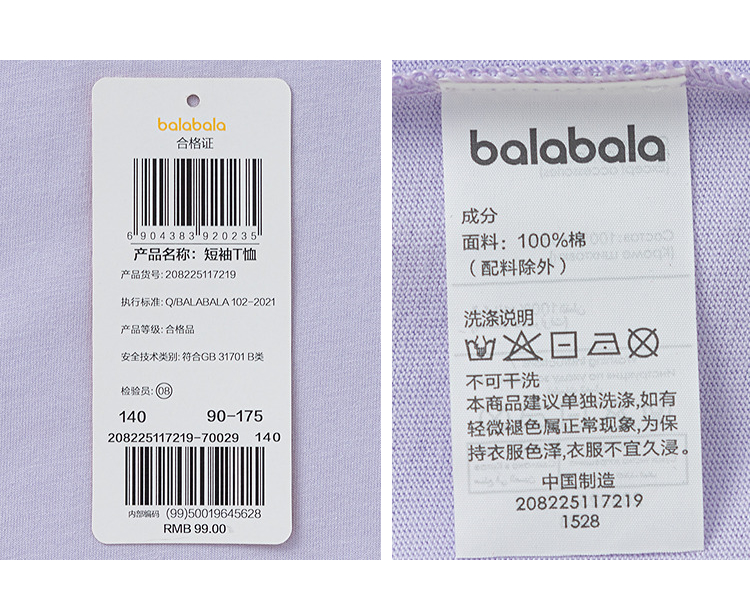 balabala
合格证
6 904383 920235
产品名称: 短袖T恤
产品货号: 208225117219
执行标准: Q/BALABALA 102-2021
产品等级: 合格品
安全技术类别: 符合GB 31701 B类
检验员: 08
140 90-175
208225117219-70029 140
内部编码 (99)50019645628
RMB 99.00
balabala
成分
面料: 100%棉
(配料除外)
洗涤说明
不可干洗
本商品建议单独洗涤,如有
轻微褪色属正常现象,为保
持衣服色泽,衣服不宜久浸。
中国制造
208225117219
1528